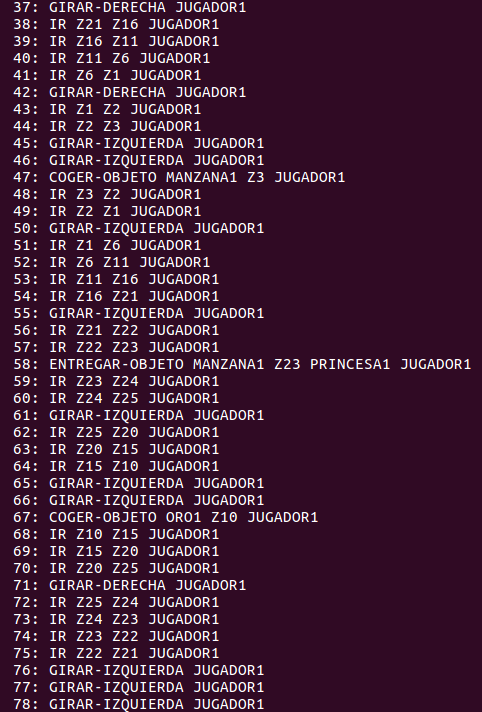 37: GIRAR-DERECHA JUGADOR1
38: IR Z21 Z16 JUGADOR1
39: IR Z16 Z11 JUGADOR1
40: IR Z11 Z6 JUGADOR1
41: IR Z6 Z1 JUGADOR1
42: GIRAR-DERECHA JUGADOR1
43: IR Z1 Z2 JUGADOR1
44: IR Z2 Z3 JUGADOR1
45: GIRAR-IZQUIERDA JUGADOR1
46: GIRAR-IZQUIERDA JUGADOR1
47: COGER-OBJETO MANZANA1 Z3 JUGADOR1
48: IR Z3 Z2 JUGADOR1
49: IR Z2 Z1 JUGADOR1
50: GIRAR-IZQUIERDA JUGADOR1
51: IR Z1 Z6 JUGADOR1
52: IR Z6 Z11 JUGADOR1
53: IR Z11 Z16 JUGADOR1
54: IR Z16 Z21 JUGADOR1
55: GIRAR-IZQUIERDA JUGADOR1
56: IR Z21 Z22 JUGADOR1
57: IR Z22 Z23 JUGADOR1
58: ENTREGAR-OBJETO MANZANA1 Z23 PRINCESA1 JUGADOR1
59: IR Z23 Z24 JUGADOR1
60: IR Z24 Z25 JUGADOR1
61: GIRAR-IZQUIERDA JUGADOR1
62: IR Z25 Z20 JUGADOR1
63: IR Z20 Z15 JUGADOR1
64: IR Z15 Z10 JUGADOR1
65: GIRAR-IZQUIERDA JUGADOR1
66: GIRAR-IZQUIERDA JUGADOR1
67: COGER-OBJETO ORO1 Z10 JUGADOR1
68: IR Z10 Z15 JUGADOR1
69: IR Z15 Z20 JUGADOR1
70: IR Z20 Z25 JUGADOR1
71: GIRAR-DERECHA JUGADOR1
72: IR Z25 Z24 JUGADOR1
73: IR Z24 Z23 JUGADOR1
74: IR Z23 Z22 JUGADOR1
75: IR Z22 Z21 JUGADOR1
76: GIRAR-IZQUIERDA JUGADOR1
77: GIRAR-IZQUIERDA JUGADOR1
78: GIRAR-IZQUIERDA JUGADOR1